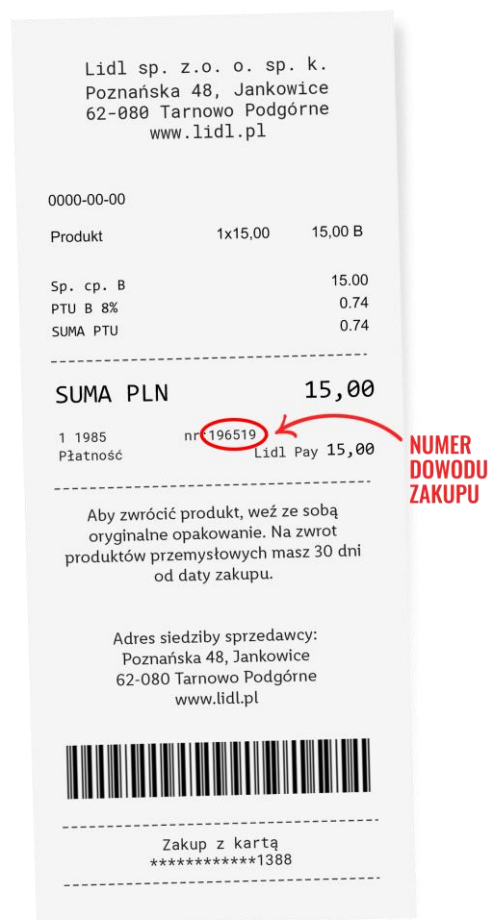 Lidl sp. z.o. o. sp. k.
Poznańska 48, Jankowice
62-080 Tarnowo Podgórne
www.lidl.pl
0000-00-00
Produkt 1x15,00 15,00 B
Sp. cp. B 15.00
PTU B 8% 0.74
SUMA PTU 0.74
SUMA PLN 15,00
1 1985 nr:196519
Płatność Lidl Pay 15,00
NUMER
DOWODU
ZAKUPU
Aby zwrócić produkt, weź ze sobą
oryginalne opakowanie. Na zwrot
produktów przemysłowych masz 30 dni
od daty zakupu.
Adres siedziby sprzedawcy:
Poznańska 48, Jankowice
62-080 Tarnowo Podgórne
www.lidl.pl
Zakup z kartą
************1388